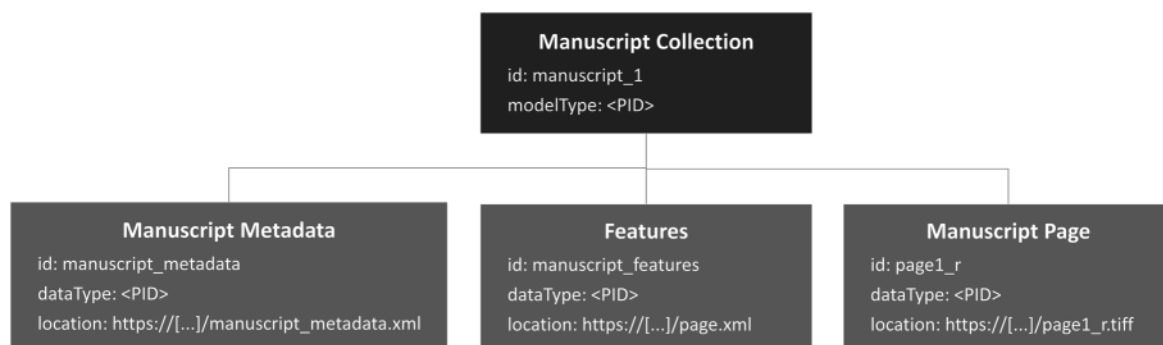 Manuscript Collection
id: manuscript_1
modelType: <PID>
Manuscript Metadata
id: manuscript_metadata
dataType: <PID>
location: https://[...]/manuscript_metadata.xml
Features
id: manuscript_features
dataType: <PID>
location: https://[...]/page.xml
Manuscript Page
id: page1_r
dataType: <PID>
location: https://[...]/page1_r.tiff